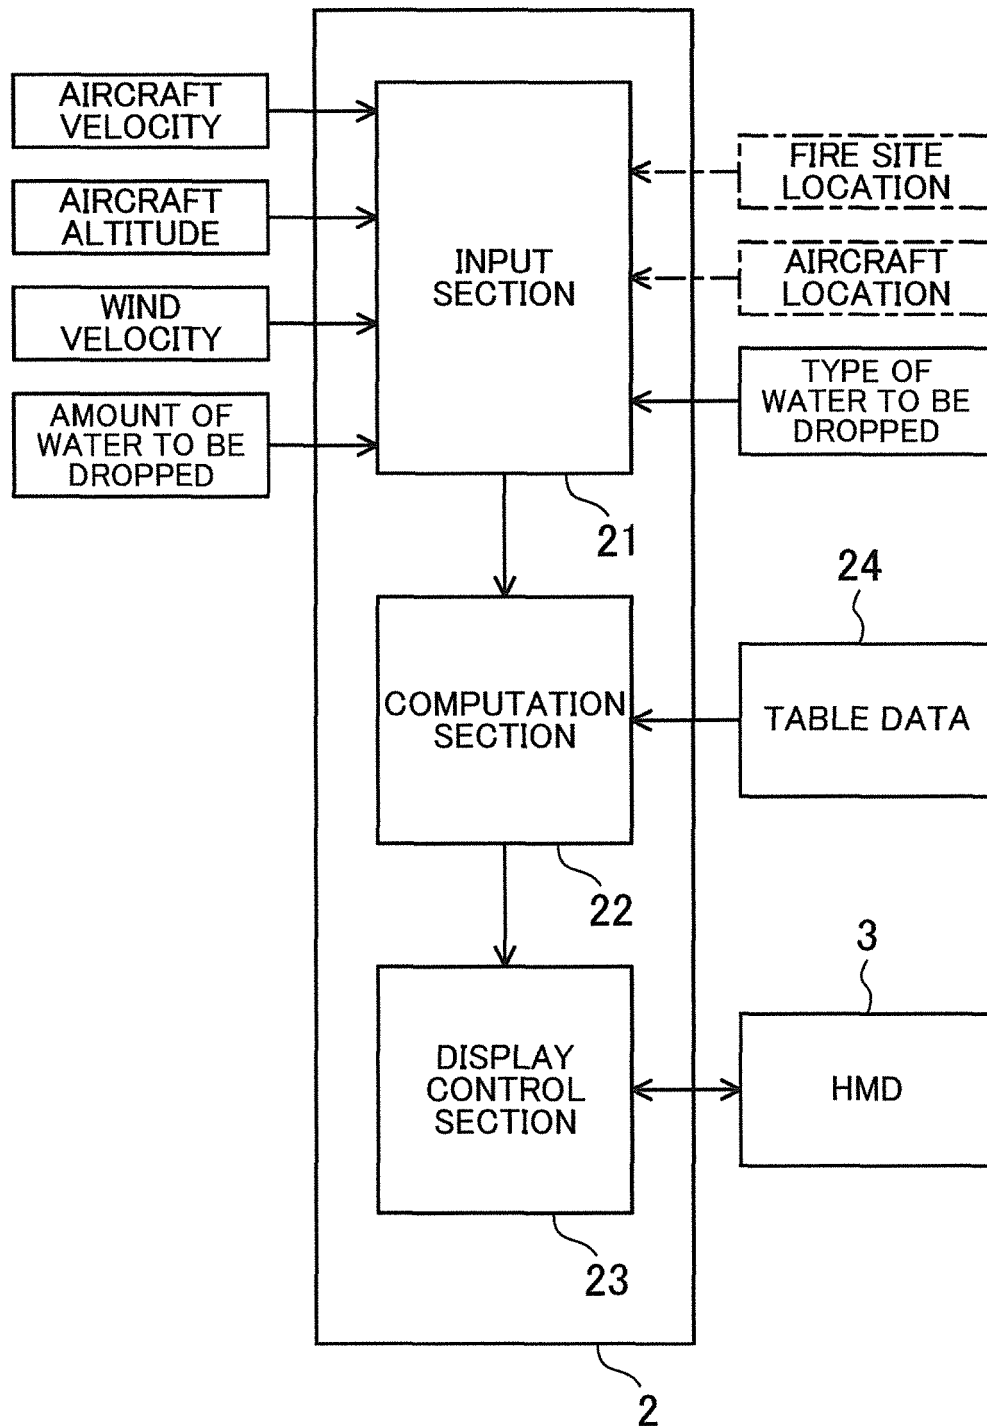 AIRCRAFT
VELOCITY
AIRCRAFT
ALTITUDE
WIND
VELOCITY
AMOUNT OF
WATER TO BE
DROPPED
INPUT
SECTION
21
FIRE SITE
LOCATION
AIRCRAFT
LOCATION
TYPE OF
WATER TO BE
DROPPED
COMPUTATION
SECTION
22
24
TABLE DATA
DISPLAY
CONTROL
SECTION
23
3
HMD
2